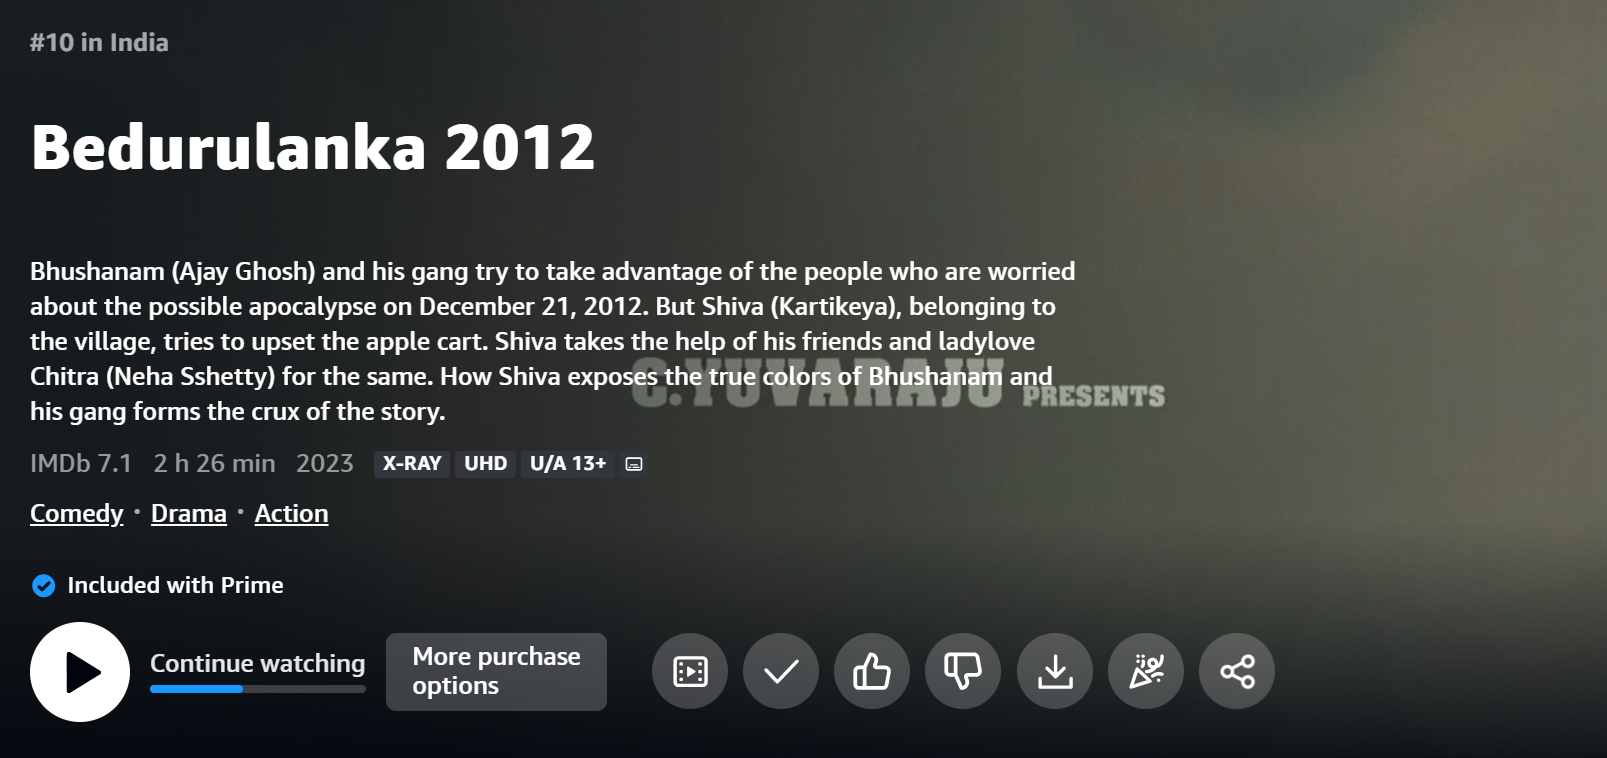 #10 in India
Bedurulanka 2012
Bhushanam (Ajay Ghosh) and his gang try to take advantage of the people who are worried
about the possible apocalypse on December 21, 2012. But Shiva (Kartikeya), belonging to
the village, tries to upset the apple cart. Shiva takes the help of his friends and ladylove
Chitra (Neha Sshetty) for the same. How Shiva exposes the true colors of Bhushanam and
his gang forms the crux of the story.
C.YUVARAJU PRESENTS
IMDb 7.1 2 h 26 min 2023 X-RAY UHD U/A 13+
Comedy · Drama · Action
Included with Prime
Continue watching
More purchase
options